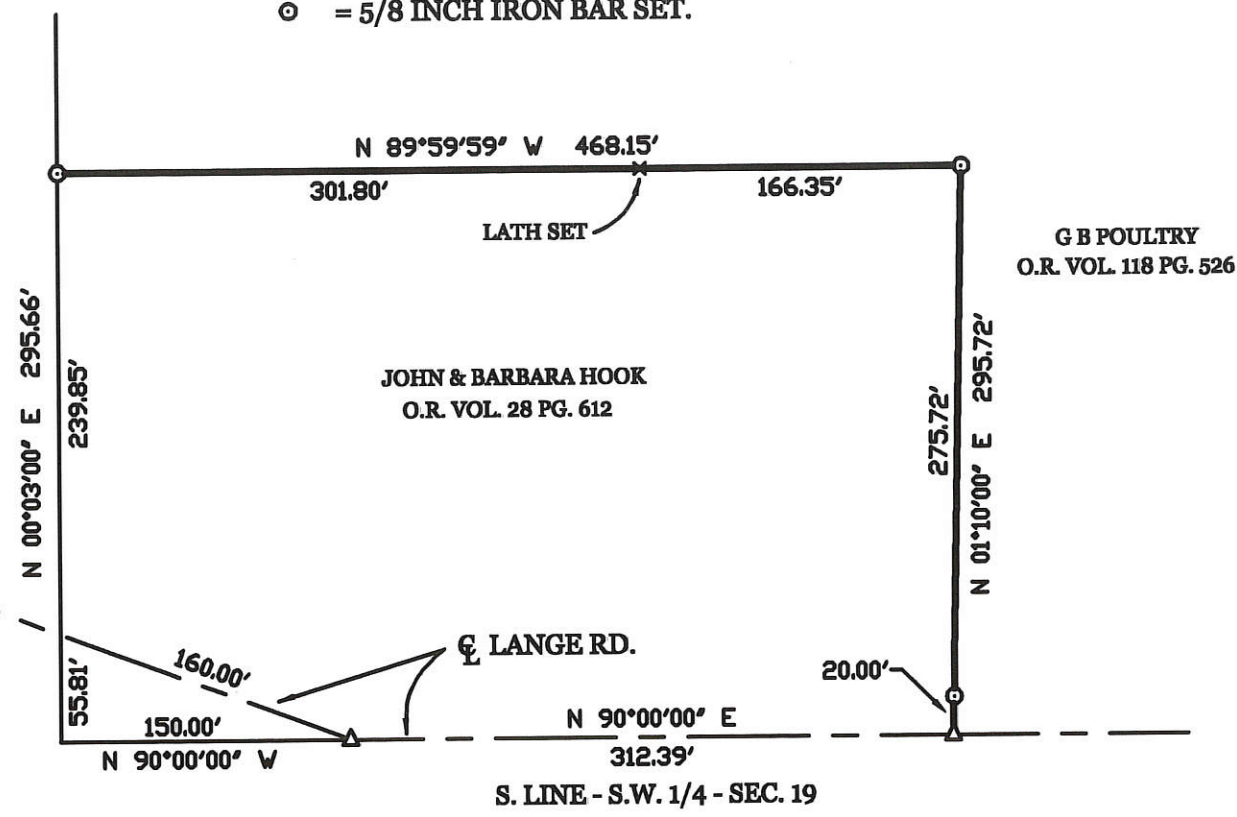 = 5/8 INCH IRON BAR SET.
N 89°59'59" W 468.15'
301.80'
166.35'
LATH SET
G B POULTRY
O.R. VOL. 118 PG. 526
N 00°03'00" E 295.66'
239.85'
JOHN & BARBARA HOOK
O.R. VOL. 28 PG. 612
275.72'
N 01°10'00" E 295.72'
160.00'
℄ LANGE RD.
20.00'
55.81'
150.00'
N 90°00'00" W
N 90°00'00" E
312.39'
S. LINE - S.W. 1/4 - SEC. 19